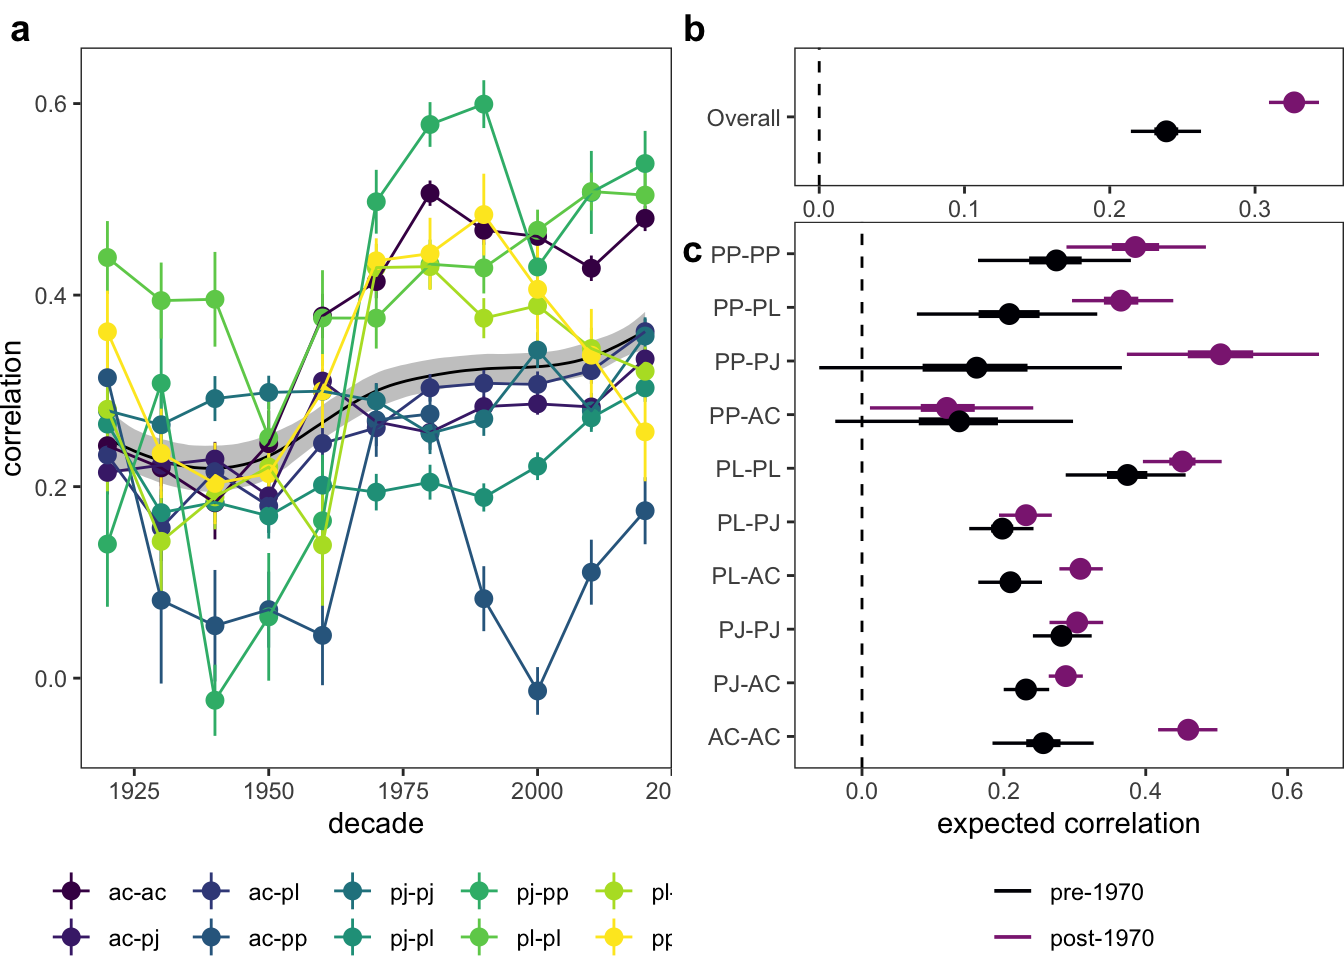 a
0.6
0.4
0.2
0.0
correlation
1925
1950
1975
2000
20
decade
ac-ac
ac-pl
pj-pj
pj-pp
pl-
ac-pj
ac-pp
pj-pl
pl-pl
pp
b
Overall
0.0
0.1
0.2
0.3
c
PP-PP
PP-PL
PP-PJ
PP-AC
PL-PL
PL-PJ
PL-AC
PJ-PJ
PJ-AC
AC-AC
0.0
0.2
0.4
0.6
expected correlation
pre-1970
post-1970